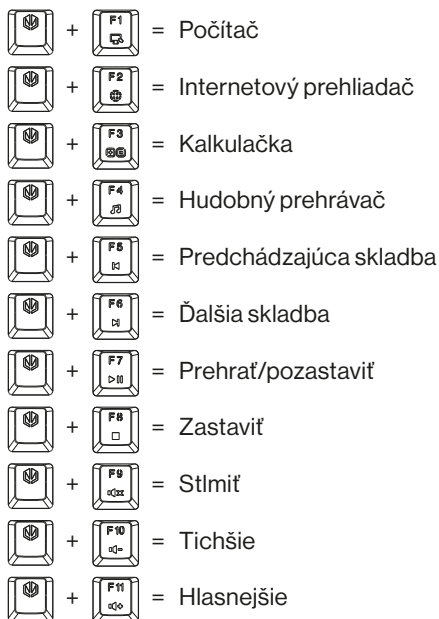 + F1 = Počítač
+ F2 = Internetový prehliadač
+ F3 = Kalkulačka
+ F4 = Hudobný prehrávač
+ F5 = Predchádzajúca skladba
+ F6 = Ďalšia skladba
+ F7 = Prehrať/pozastaviť
+ F8 = Zastaviť
+ F9 = Stlmiť
+ F10 = Tichšie
+ F11 = Hlasnejšie